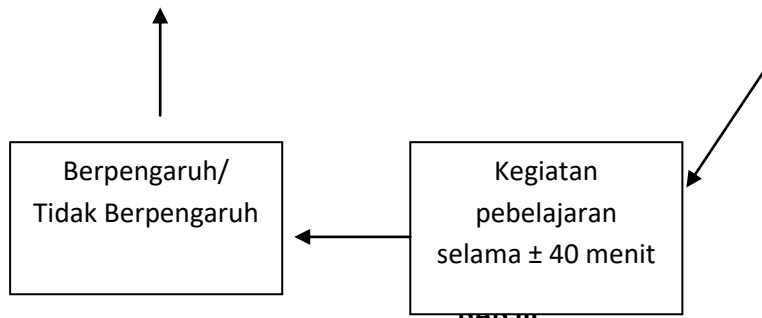 Berpengaruh/
Tidak Berpengaruh
Kegiatan
pebelajaran
selama ± 40 menit